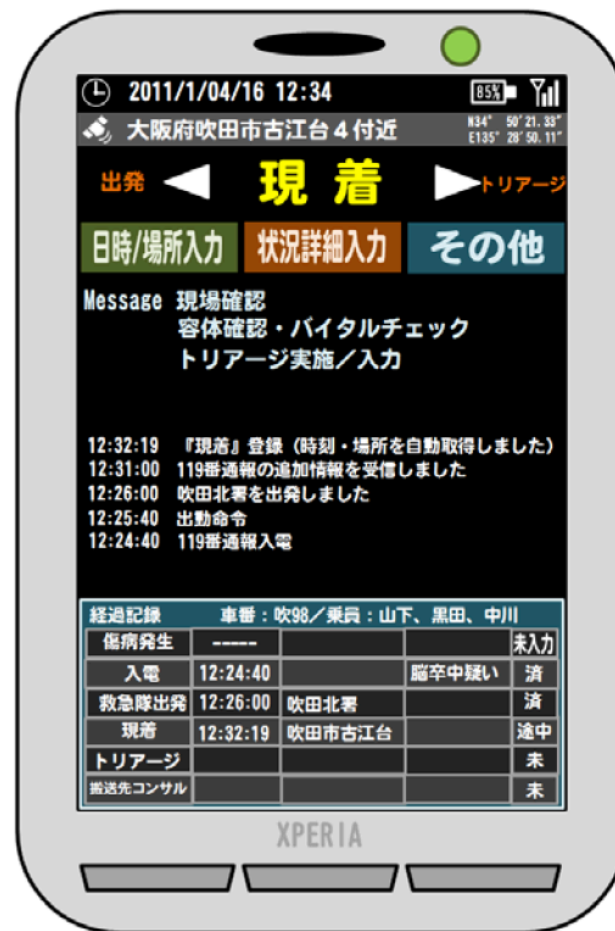 2011/1/04/16 12:34 85%
大阪府吹田市古江台4付近 N34° 50'21.33" E135° 28'50.11"
出発 現着 トリアージ
日時/場所入力 状況詳細入力 その他
Message 現場確認
容体確認・バイタルチェック
トリアージ実施/入力
12:32:19 『現着』登録(時刻・場所を自動取得しました)
12:31:00 119番通報の追加情報を受信しました
12:26:00 吹田北署を出発しました
12:25:40 出動命令
12:24:40 119番通報入電
経過記録 車番:吹98/乗員:山下、黒田、中川
傷病発生 ----- 未入力
入電 12:24:40 脳卒中疑い 済
救急隊出発 12:26:00 吹田北署 済
現着 12:32:19 吹田市古江台 途中
トリアージ 未
搬送先コンサル 未
XPERIA